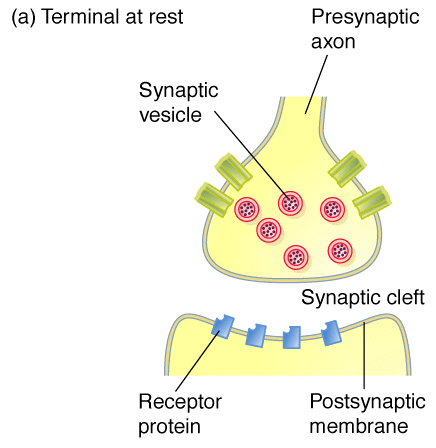 (a) Terminal at rest
Presynaptic
axon
Synaptic
vesicle
Synaptic cleft
Receptor
protein
Postsynaptic
membrane